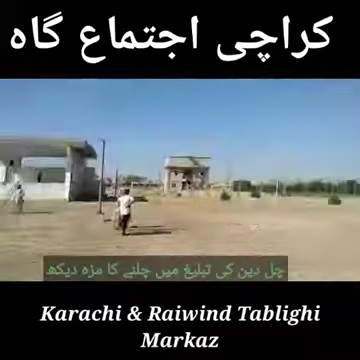 کراچی اجتماع گاہ
چل دین کی تبلیغ میں چلنے کا مزہ دیکھ
Karachi & Raiwind Tablighi
Markaz